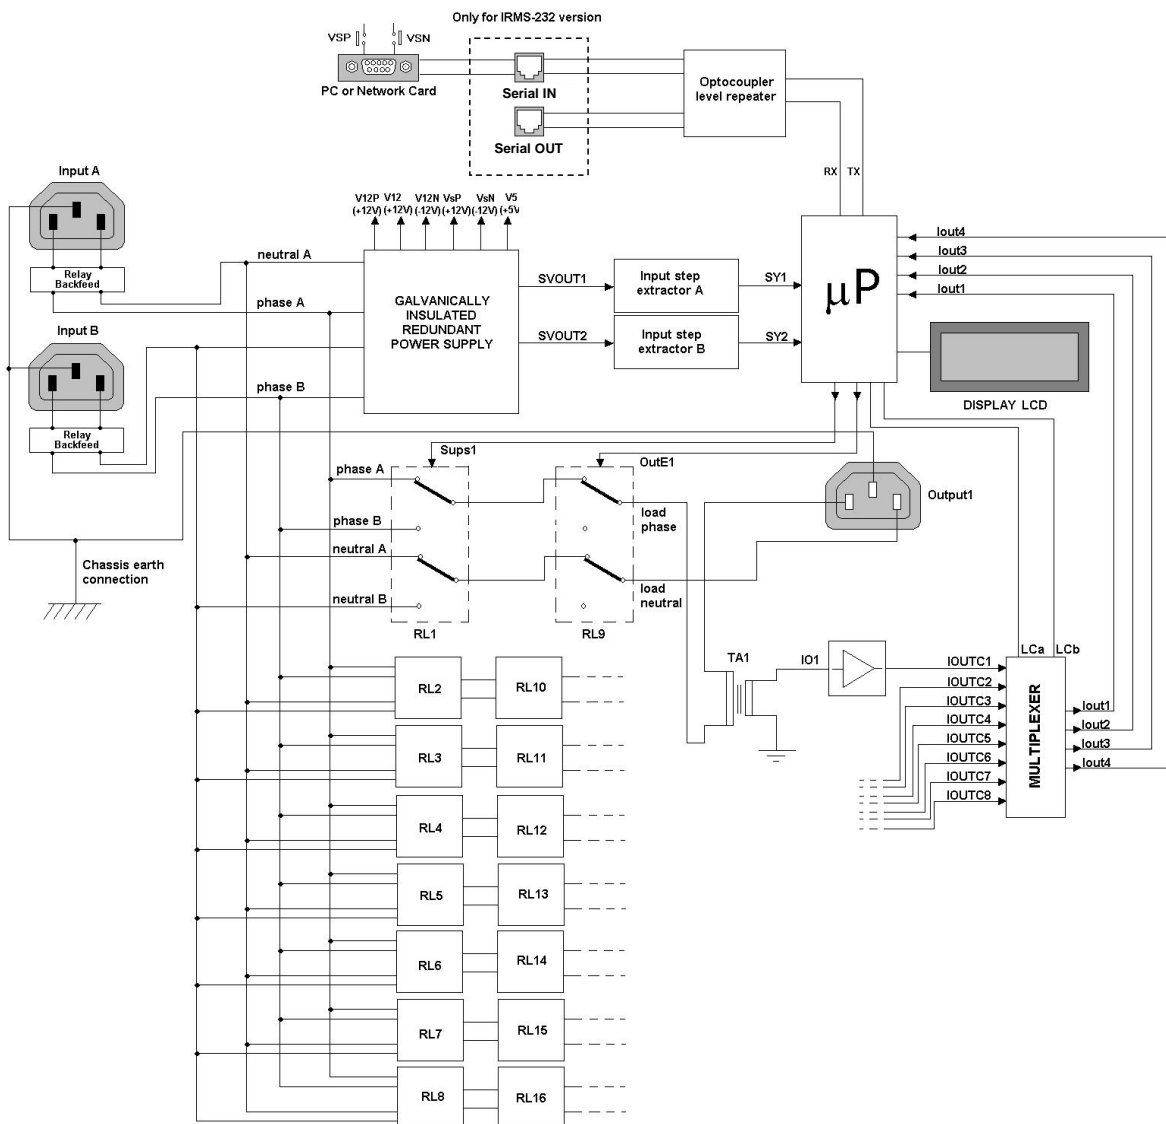 Only for IRMS-232 version
VSP
VSN
PC or Network Card
Serial IN
Serial OUT
Optocoupler
level repeater
RX
TX
Input A
Relay
Backfeed
Input B
Relay
Backfeed
neutral A
phase A
phase B
V12P
(+12V)
V12
(+12V)
V12N
(-12V)
VsP
(+12V)
VsN
(-12V)
V5
(+5V
GALVANICALLY
INSULATED
REDUNDANT
POWER SUPPLY
SVOUT1
SVOUT2
Input step
extractor A
Input step
extractor B
SY1
SY2
μP
Iout4
Iout3
Iout2
Iout1
DISPLAY LCD
Chassis earth
connection
Sups1
phase A
phase B
neutral A
neutral B
RL1
OutE1
load
phase
load
neutral
RL9
Output1
TA1
IO1
LCa
LCb
MULTIPLEXER
IOUTC1
IOUTC2
IOUTC3
IOUTC4
IOUTC5
IOUTC6
IOUTC7
IOUTC8
Iout1
Iout2
Iout3
Iout4
RL2
RL10
RL3
RL11
RL4
RL12
RL5
RL13
RL6
RL14
RL7
RL15
RL8
RL16